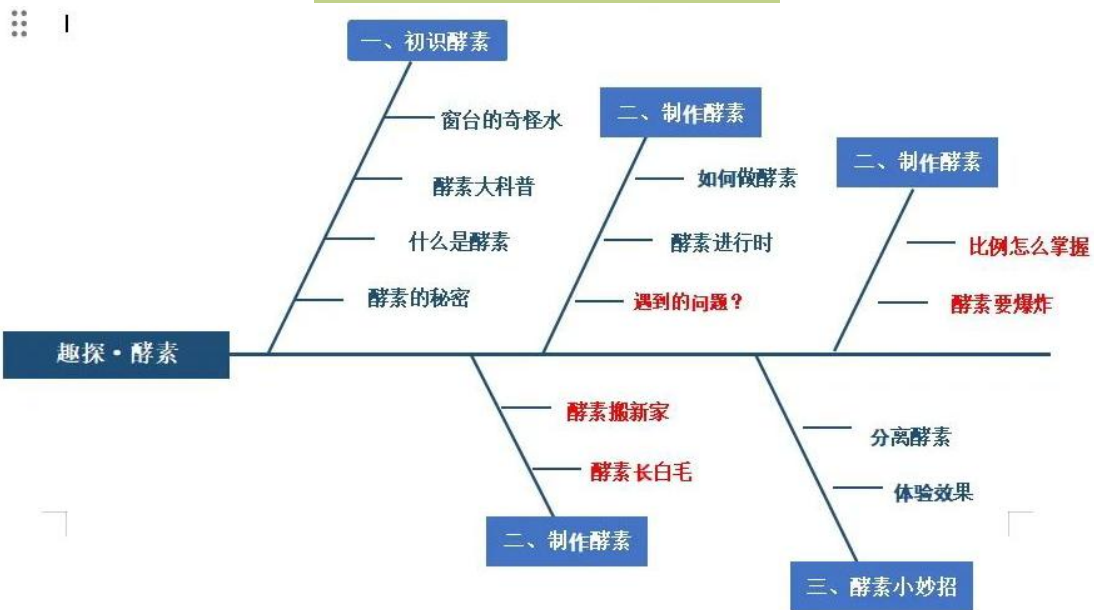 一、初识酵素
窗台的奇怪水
酵素大科普
什么是酵素
酵素的秘密
二、制作酵素
如何做酵素
酵素进行时
遇到的问题？
二、制作酵素
比例怎么掌握
酵素要爆炸
趣探·酵素
酵素搬新家
酵素长白毛
二、制作酵素
分离酵素
体验效果
三、酵素小妙招